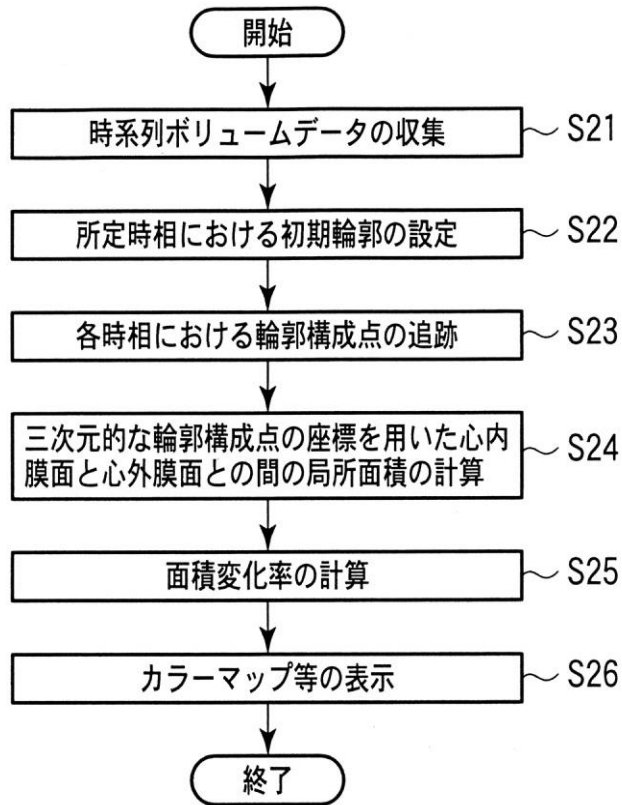 開始
時系列ボリュームデータの収集
S21
所定時相における初期輪郭の設定
S22
各時相における輪郭構成点の追跡
S23
三次元的な輪郭構成点の座標を用いた心内
膜面と心外膜面との間の局所面積の計算
S24
面積変化率の計算
S25
カラーマップ等の表示
S26
終了